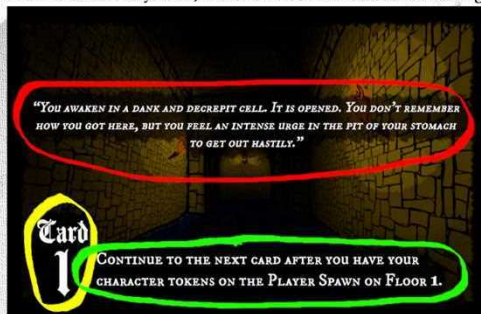 “You awaken in a dank and decrepit cell. It is opened. You don’t remember
how you got here, but you feel an intense urge in the pit of your stomach
to get out hastily.”
Card
1
Continue to the next card after you have your
character tokens on the Player Spawn on Floor 1.